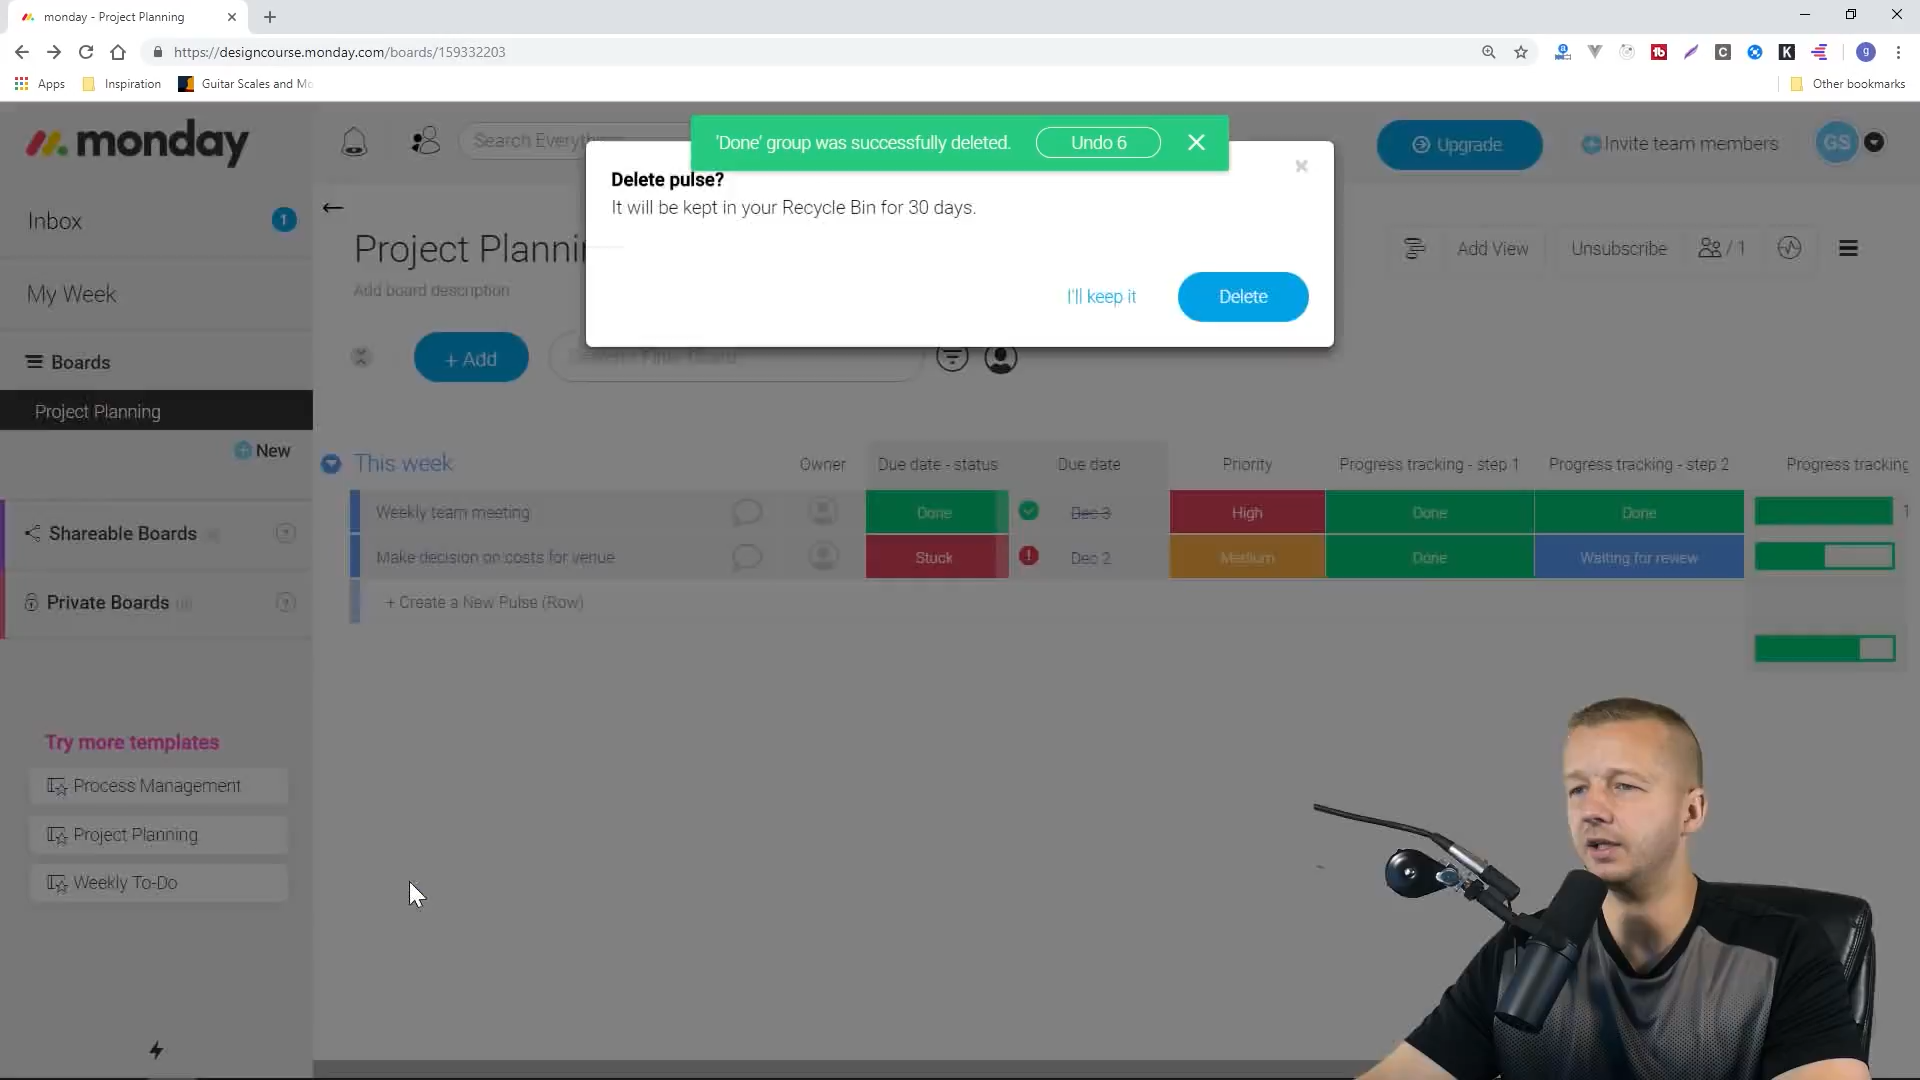 monday - Project Planning
https://designcourse.monday.com/boards/159332203
Apps
Inspiration
Guitar Scales and Mo
Other bookmarks
monday
Search Everything
'Done' group was successfully deleted.
Undo 6
Upgrade
Invite team members
GS
Delete pulse?
It will be kept in your Recycle Bin for 30 days.
I'll keep it
Delete
Inbox
1
My Week
Boards
Project Planning
New
Shareable Boards
?
Private Boards
?
Try more templates
Process Management
Project Planning
Weekly To-Do
Project Plannin
Add board description
Add View
Unsubscribe
/ 1
+ Add
This week
Owner
Due date - status
Due date
Priority
Progress tracking - step 1
Progress tracking - step 2
Progress tracking
Weekly team meeting
Done
Dec 3
High
Done
Done
1
Make decision on costs for venue
Stuck
!
Dec 2
Medium
Done
Waiting for review
+ Create a New Pulse (Row)